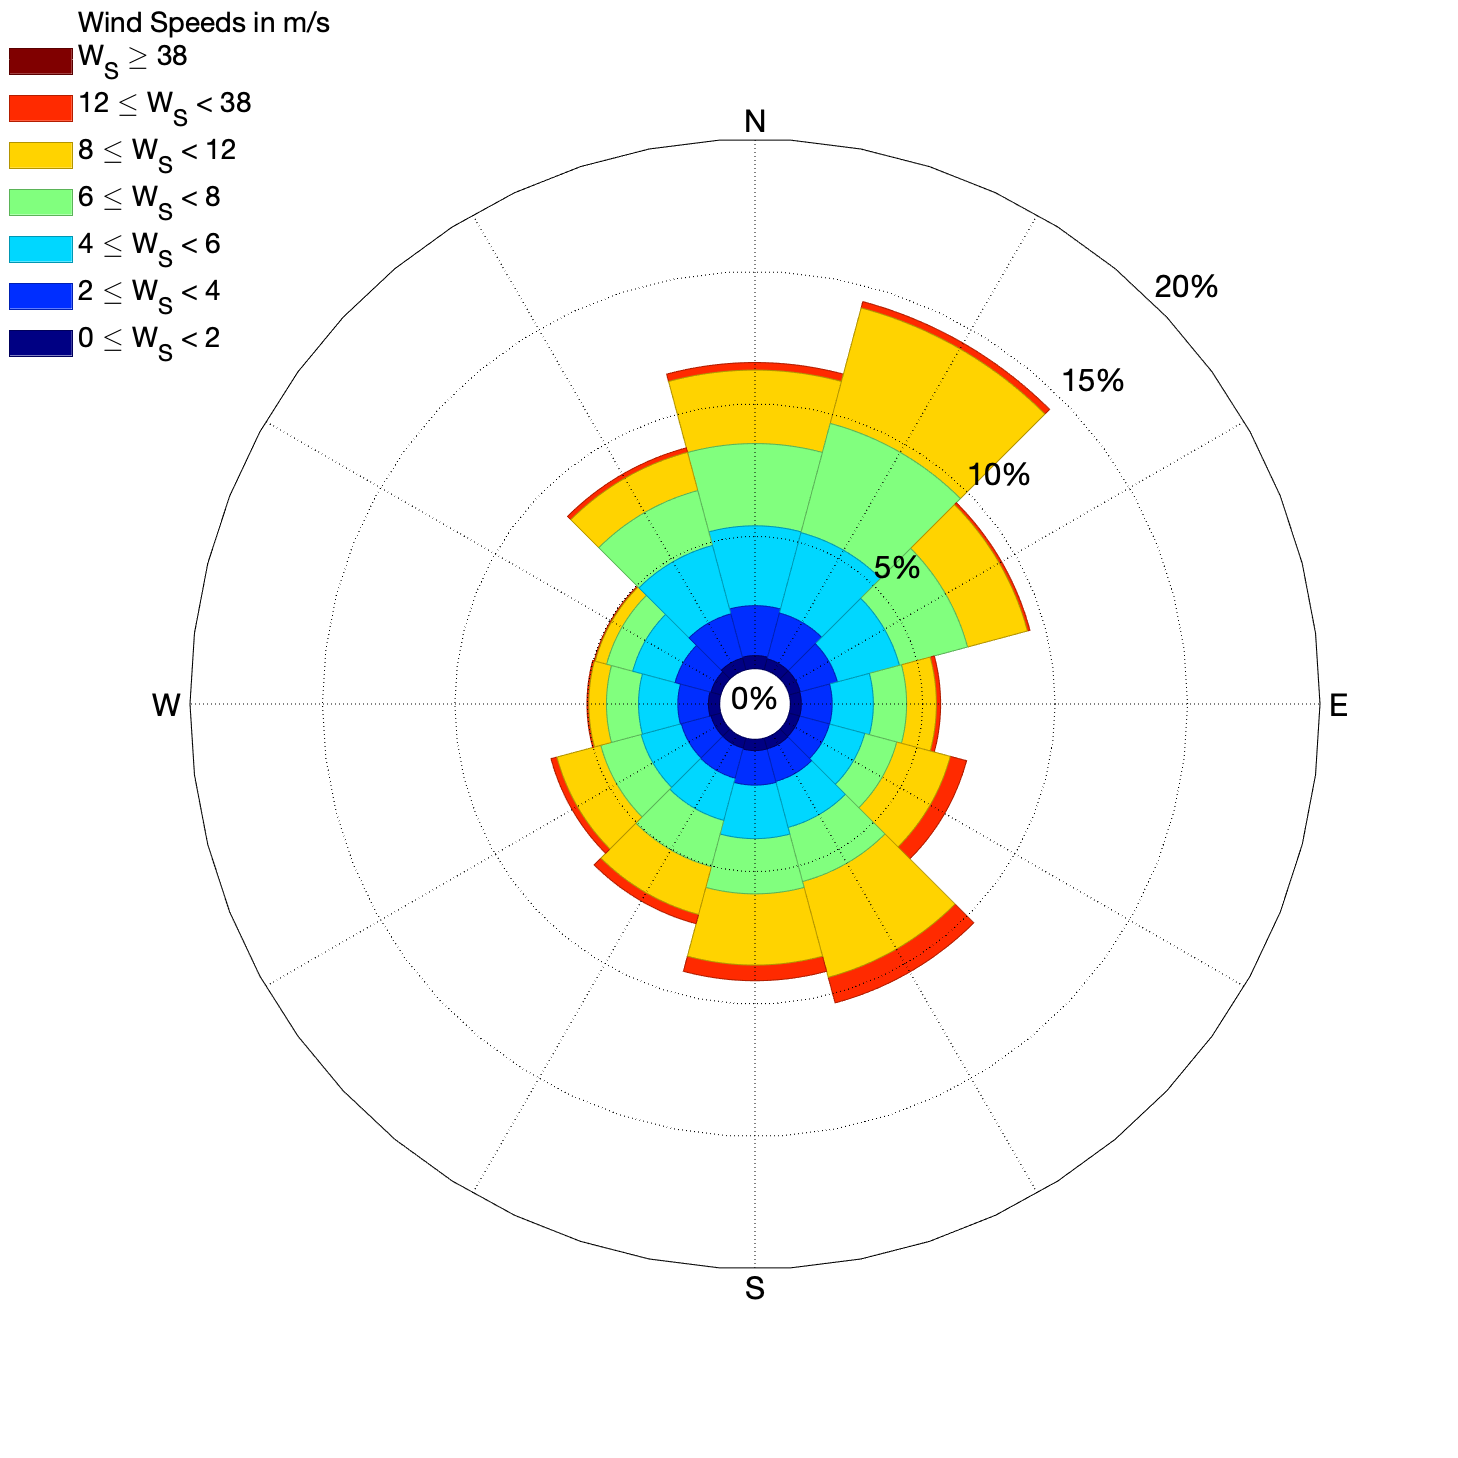 Wind Speeds in m/s
W_S ≥ 38
12 ≤ W_S < 38
8 ≤ W_S < 12
6 ≤ W_S < 8
4 ≤ W_S < 6
2 ≤ W_S < 4
0 ≤ W_S < 2
N
20%
15%
10%
5%
0%
W
E
S